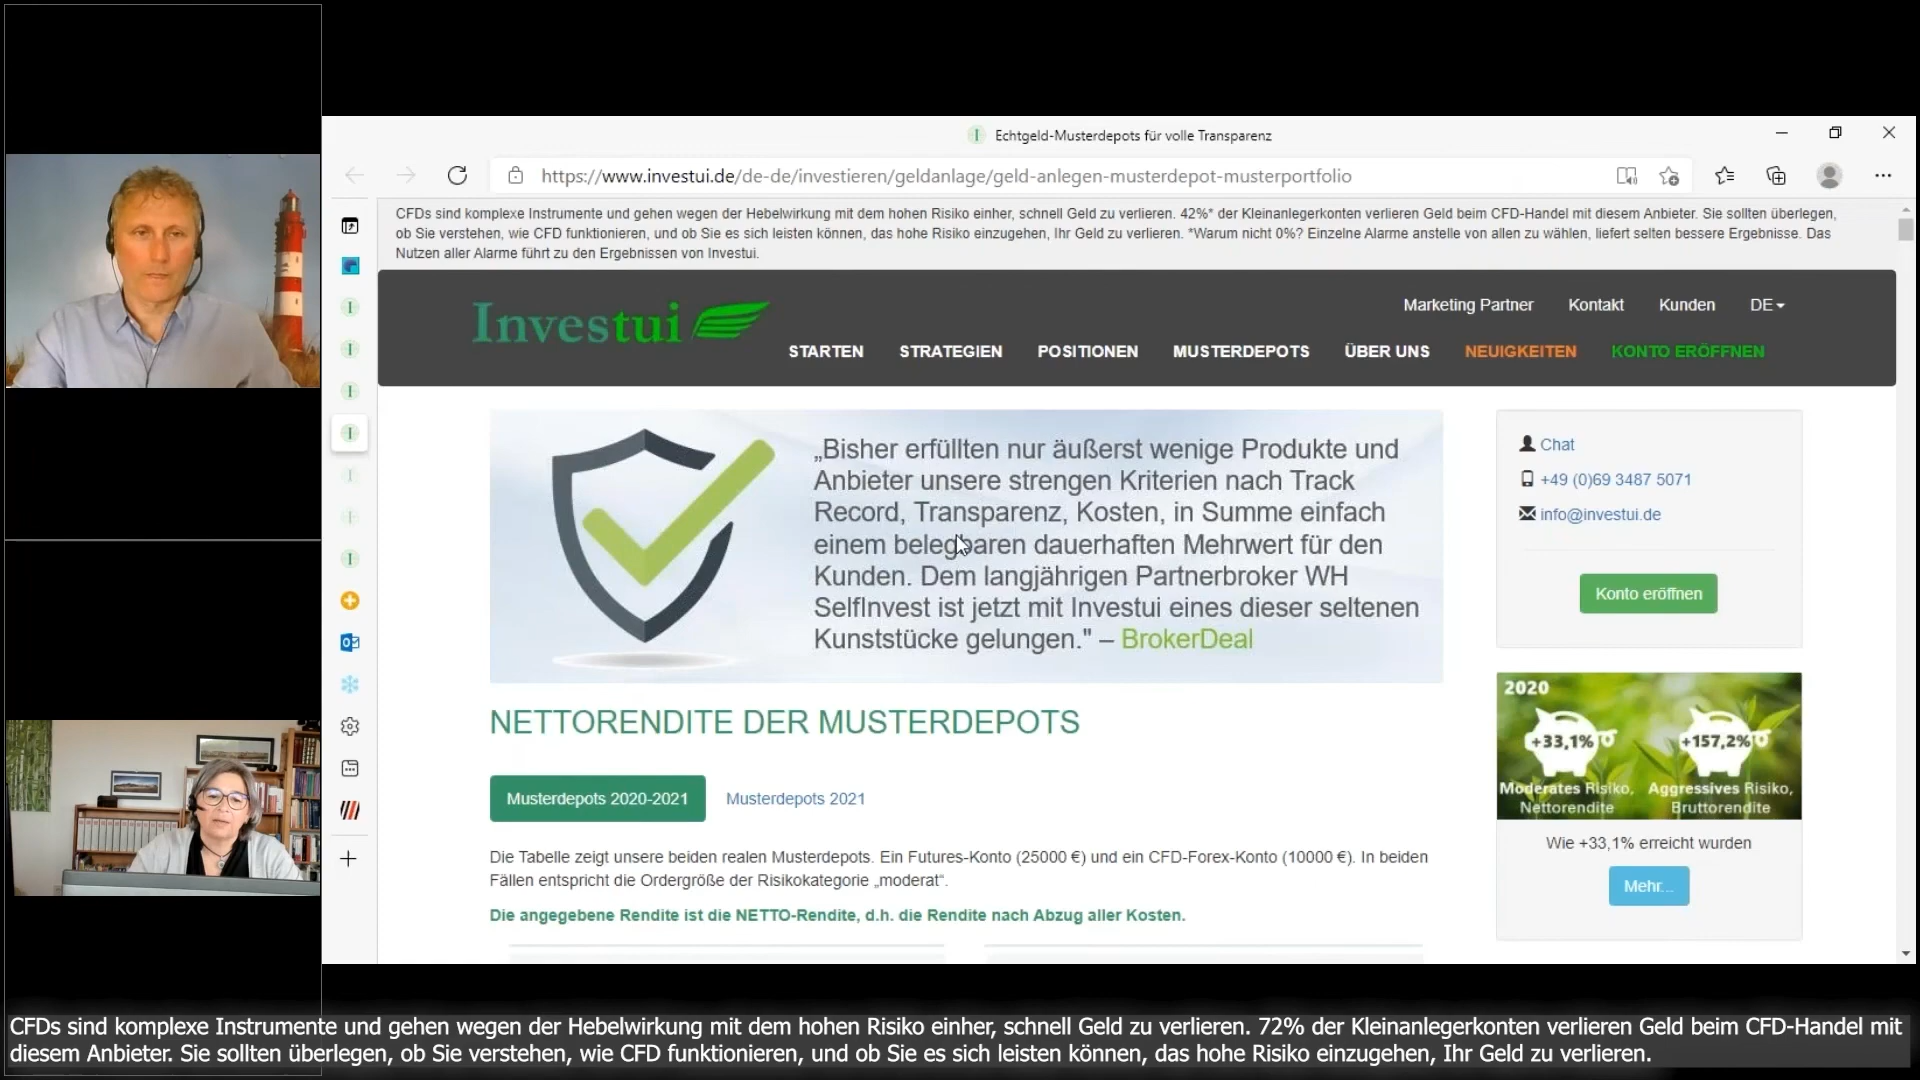 Echtgeld-Musterdepots für volle Transparenz
https://www.investui.de/de-de/investieren/geldanlage/geld-anlegen-musterdepot-musterportfolio
CFDs sind komplexe Instrumente und gehen wegen der Hebelwirkung mit dem hohen Risiko einher, schnell Geld zu verlieren. 42%* der Kleinanlegerkonten verlieren Geld beim CFD-Handel mit diesem Anbieter. Sie sollten überlegen,
ob Sie verstehen, wie CFD funktionieren, und ob Sie es sich leisten können, das hohe Risiko einzugehen, Ihr Geld zu verlieren. *Warum nicht 0%? Einzelne Alarme anstelle von allen zu wählen, liefert selten bessere Ergebnisse. Das
Nutzen aller Alarme führt zu den Ergebnissen von Investui.
Investui
Marketing Partner Kontakt Kunden DE
STARTEN STRATEGIEN POSITIONEN MUSTERDEPOTS ÜBER UNS NEUIGKEITEN KONTO ERÖFFNEN
„Bisher erfüllten nur äußerst wenige Produkte und
Anbieter unsere strengen Kriterien nach Track
Record, Transparenz, Kosten, in Summe einfach
einem belegbaren dauerhaften Mehrwert für den
Kunden. Dem langjährigen Partnerbroker WH
SelfInvest ist jetzt mit Investui eines dieser seltenen
Kunststücke gelungen." – BrokerDeal
Chat
+49 (0)69 3487 5071
info@investui.de
Konto eröffnen
2020
+33,1% +157,2%
Moderates Risiko, Aggressives Risiko,
Nettorendite Bruttorendite
Wie +33,1% erreicht wurden
Mehr...
NETTORENDITE DER MUSTERDEPOTS
Musterdepots 2020-2021 Musterdepots 2021
Die Tabelle zeigt unsere beiden realen Musterdepots. Ein Futures-Konto (25000 €) und ein CFD-Forex-Konto (10000 €). In beiden
Fällen entspricht die Ordergröße der Risikokategorie „moderat“.
Die angegebene Rendite ist die NETTO-Rendite, d.h. die Rendite nach Abzug aller Kosten.
CFDs sind komplexe Instrumente und gehen wegen der Hebelwirkung mit dem hohen Risiko einher, schnell Geld zu verlieren. 72% der Kleinanlegerkonten verlieren Geld beim CFD-Handel mit
diesem Anbieter. Sie sollten überlegen, ob Sie verstehen, wie CFD funktionieren, und ob Sie es sich leisten können, das hohe Risiko einzugehen, Ihr Geld zu verlieren.